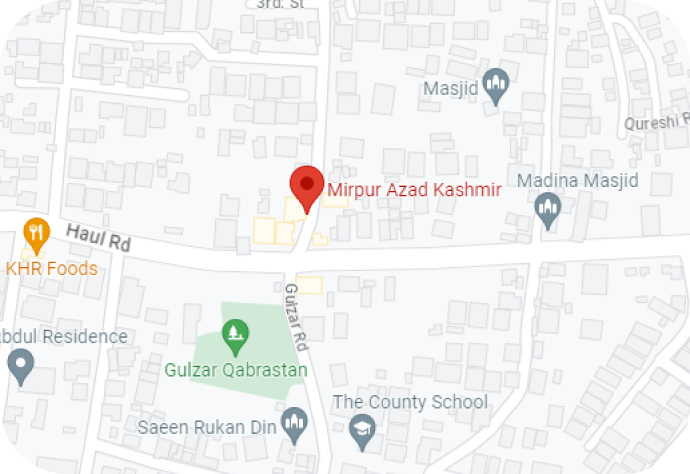 3rd. St
Masjid
Qureshi R
Mirpur Azad Kashmir
Madina Masjid
Haul Rd
KHR Foods
Gulzar Rd
bdul Residence
Gulzar Qabrastan
The County School
Saeen Rukan Din